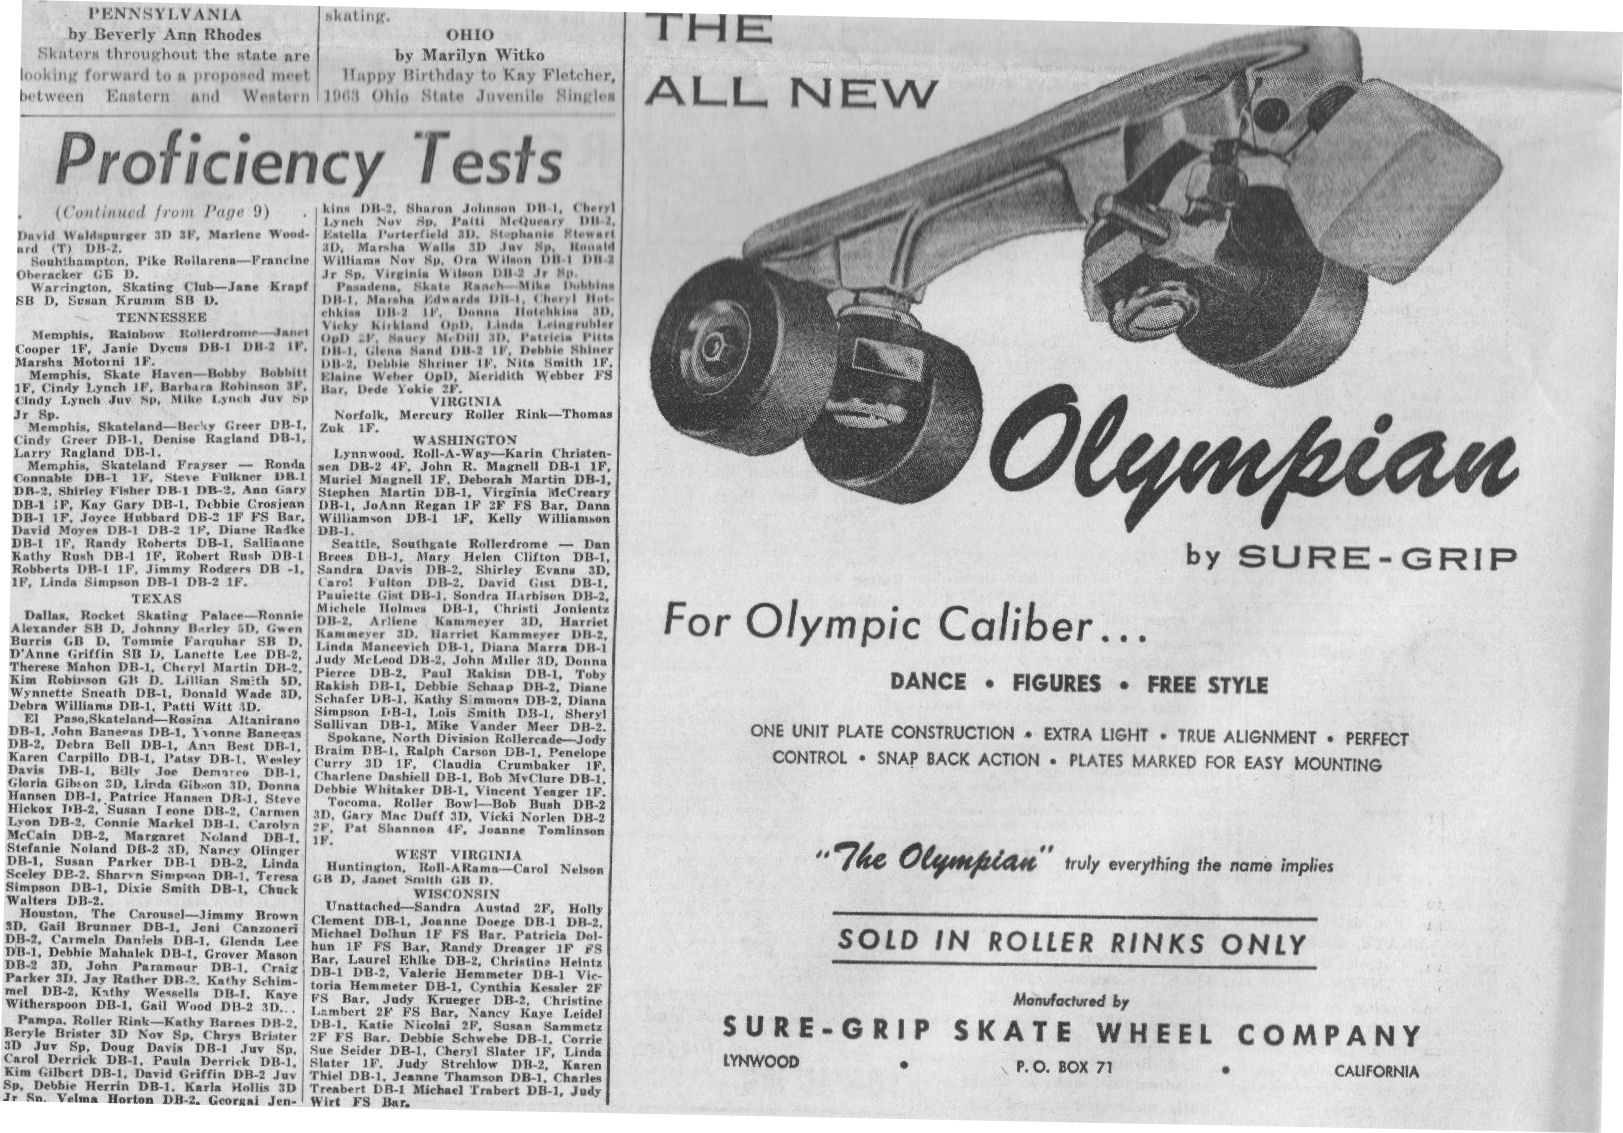 PENNSYLVANIA
by Beverly Ann Rhodes
Skaters throughout the state are
looking forward to a proposed meet
between Eastern and Western
skating.
OHIO
by Marilyn Witko
Happy Birthday to Kay Fletcher,
1963 Ohio State Juvenile Singles
Proficiency Tests
(Continued from Page 9)
David Waldspurger 3D 3F, Marlene Wood-
ard (T) DB-2.
Souhthampton, Pike Rollarena—Francine
Oberacker GB D.
Warrington, Skating Club—Jane Krapf
SB D, Susan Krumm SB D.
TENNESSEE
Memphis, Rainbow Rollerdrome—Janet
Cooper 1F, Janie Dycus DB-1 DB-2 1F,
Marsha Motorni 1F.
Memphis, Skate Haven—Bobby Bobbitt
1F, Cindy Lynch 1F, Barbara Robinson 3F,
Cindy Lynch Juv Sp, Mike Lynch Juv Sp
Jr Sp.
Memphis, Skateland—Becky Greer DB-1,
Cindy Greer DB-1, Denise Ragland DB-1,
Larry Ragland DB-1.
Memphis, Skateland Frayser — Ronda
Connable DB-1 1F, Steve Fulkner DB-1
DB-2, Shirley Fisher DB-1 DB-2, Ann Gary
DB-1 1F, Kay Gary DB-1, Debbie Grosjean
DB-1 1F, Joyce Hubbard DB-2 1F FS Bar,
David Moyes DB-1 DB-2 1F, Diane Radke
DB-1 1F, Randy Roberts DB-1, Sallianne
Kathy Rush DB-1 1F, Robert Rush DB-1
Robberts DB-1 1F, Jimmy Rodgers DB -1,
1F, Linda Simpson DB-1 DB-2 1F.
TEXAS
Dallas, Rocket Skating Palace—Ronnie
Alexander SB D, Johnny Barley 5D, Gwen
Burris GB D, Tommie Farquhar SB D,
D'Anne Griffin SB D, Lanette Lee DB-2,
Therese Mahon DB-1, Cheryl Martin DB-2,
Kim Robinson GB D. Lillian Smith 5D,
Wynnette Sneath DB-1, Donald Wade 3D,
Debra Williams DB-1, Patti Witt 3D.
El Paso,Skateland—Rosina Altanirano
DB-1, John Banegas DB-1, Yvonne Banegas
DB-2, Debra Bell DB-1, Ann Best DB-1,
Karen Carpillo DB-1, Patsy DB-1, Wesley
Davis DB-1, Billy Joe Demarco DB-1,
Gloria Gibson 3D, Linda Gibson 3D, Donna
Hansen DB-1, Patrice Hansen DB-1, Steve
Hickox DB-2, Susan Leone DB-2, Carmen
Lyon DB-2, Connie Markel DB-1, Carolyn
McCain DB-2, Margaret Noland DB-1,
Stefanie Noland DB-2 3D, Nancy Olinger
DB-1, Susan Parker DB-1 DB-2, Linda
Seeley DB-2, Sharyn Simpson DB-1, Teresa
Simpson DB-1, Dixie Smith DB-1, Chuck
Walters DB-2.
Houston, The Carousel—Jimmy Brown
3D, Gail Brunner DB-1, Jeni Canzoneri
DB-2, Carmela Daniels DB-1, Glenda Lee
DB-1, Debbie Mahalek DB-1, Grover Mason
DB-2 3D, John Paramour DB-1, Craig
Parker 3D, Jay Rather DB-2, Kathy Schim-
mel DB-2, Kathy Wessells DB-1, Kaye
Witherspoon DB-1, Gail Wood DB-2 3D...
Pampa, Roller Rink—Kathy Barnes DB-2,
Beryle Brister 3D Nov Sp, Chrys Brister
3D Juv Sp, Doug Davis DB-1 Juv Sp,
Carol Derrick DB-1, Paula Derrick DB-1,
Kim Gilbert DB-1, David Griffin DB-2 Juv
Sp, Debbie Herrin DB-1, Karla Hollis 3D
Jr Sp, Velma Horton DB-2, Georgai Jen-
kins DB-2, Sharon Johnson DB-1, Cheryl
Lynch Nov Sp, Patti McQueary DB-2,
Estella Porterfield 3D, Stephanie Stewart
3D, Marsha Walls 3D Juv Sp, Ronald
Williams Nov Sp, Ora Wilson DB-1 DB-2
Jr Sp, Virginia Wilson DB-2 Jr Sp.
Pasadena, Skate Ranch—Mike Dobbins
DB-1, Marsha Edwards DB-1, Cheryl Hot-
chkiss DB-2 1F, Donna Hotchkiss 3D,
Vicky Kirkland OpD, Linda Leingrubler
OpD 2F, Saucy McDill 3D, Patricia Pitts
DB-1, Glena Sand DB-2 1F, Debbie Shiner
DB-2, Debbie Shriner 1F, Nita Smith 1F,
Elaine Weber OpD, Meridith Webber FS
Bar, Dede Yokie 2F.
VIRGINIA
Norfolk, Mercury Roller Rink—Thomas
Zuk 1F.
WASHINGTON
Lynnwood, Roll-A-Way—Karin Christen-
sen DB-2 4F, John R. Magnell DB-1 1F,
Muriel Magnell 1F, Deborah Martin DB-1,
Stephen Martin DB-1, Virginia McCreary
DB-1, JoAnn Regan 1F 2F FS Bar, Dana
Williamson DB-1 1F, Kelly Williamson
DB-1.
Seattle, Southgate Rollerdrome — Dan
Brees DB-1, Mary Helen Clifton DB-1,
Sandra Davis DB-2, Shirley Evans 3D,
Carol Fulton DB-2, David Gist DB-1,
Pauiette Gist DB-1, Sondra Harbison DB-2,
Michele Holmes DB-1, Christi Jonientz
DB-2, Arliene Kammeyer 3D, Harriet
Kammeyer 3D, Harriet Kammeyer DB-2,
Linda Mancevich DB-1, Diana Marra DB-1
Judy McLeod DB-2, John Miller 3D, Donna
Pierce DB-2, Paul Rakish DB-1, Toby
Rakish DB-1, Debbie Schaap DB-2, Diane
Schafer DB-1, Kathy Simmons DB-2, Diana
Simpson DB-1, Lois Smith DB-1, Sheryl
Sullivan DB-1, Mike Vander Meer DB-2.
Spokane, North Division Rollercade—Jody
Braim DB-1, Ralph Carson DB-1, Penelope
Curry 3D 1F, Claudia Crumbaker 1F,
Charlene Dashiell DB-1, Bob MvClure DB-1,
Debbie Whitaker DB-1, Vincent Yeager 1F.
Tocoma, Roller Bowl—Bob Bush DB-2
3D, Gary Mac Duff 3D, Vicki Norlen DB-2
2F, Pat Shannon 4F, Joanne Tomlinson
1F.
WEST VIRGINIA
Huntington, Roll-A-Rama—Carol Nelson
GB D, Janet Smith GB D.
WISCONSIN
Unattached—Sandra Austad 2F, Holly
Clement DB-1, Joanne Doege DB-1 DB-2,
Michael Dolhun 1F FS Bar, Patricia Dol-
hun 1F FS Bar, Randy Dreager 1F FS
Bar, Laurel Ehlke DB-2, Christine Heintz
DB-1 DB-2, Valerie Hemmeter DB-1 Vic-
toria Hemmeter DB-1, Cynthia Kessler 2F
FS Bar, Judy Krueger DB-2, Christine
Lambert 2F FS Bar, Nancy Kaye Leidel
DB-1, Katie Nicolai 2F, Susan Sammetz
2F FS Bar, Debbie Schwebe DB-1, Corrie
Sue Seider DB-1, Cheryl Slater 1F, Linda
Slater 1F, Judy Strehlow DB-2, Karen
Thiel DB-1, Jeanne Thamson DB-1, Charles
Treabert DB-1 Michael Trabert DB-1, Judy
Wirt FS Bar.
THE
ALL NEW
Olympian
by SURE-GRIP
For Olympic Caliber...
DANCE • FIGURES • FREE STYLE
ONE UNIT PLATE CONSTRUCTION • EXTRA LIGHT • TRUE ALIGNMENT • PERFECT
CONTROL • SNAP BACK ACTION • PLATES MARKED FOR EASY MOUNTING
"The Olympian" truly everything the name implies
SOLD IN ROLLER RINKS ONLY
Manufactured by
SURE-GRIP SKATE WHEEL COMPANY
LYNWOOD • P. O. BOX 71 • CALIFORNIA